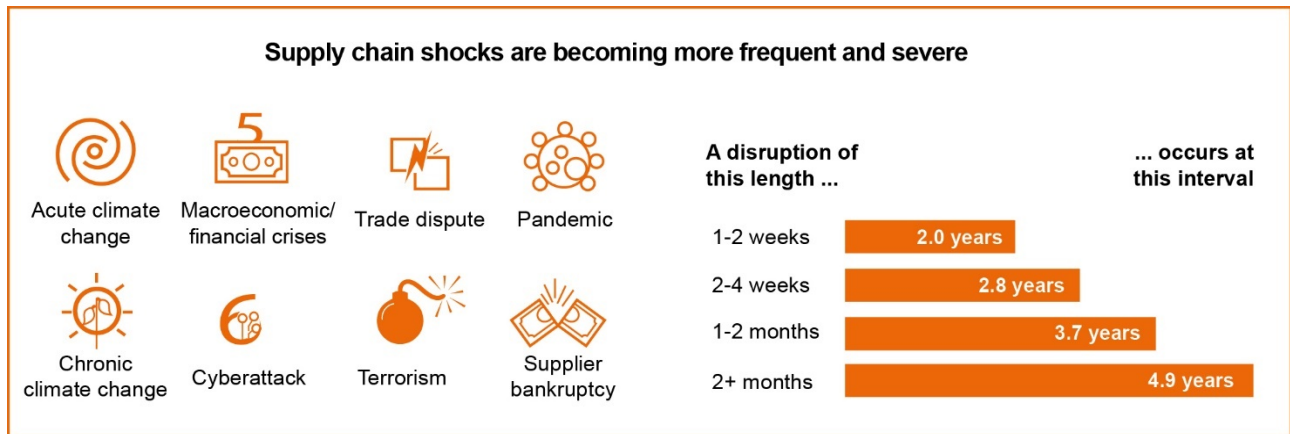 Supply chain shocks are becoming more frequent and severe
5
Acute climate
change
Macroeconomic/
financial crises
Trade dispute
Pandemic
Chronic
climate change
6
Cyberattack
Terrorism
Supplier
bankruptcy
A disruption of
this length ...
... occurs at
this interval
1-2 weeks 2.0 years
2-4 weeks 2.8 years
1-2 months 3.7 years
2+ months 4.9 years